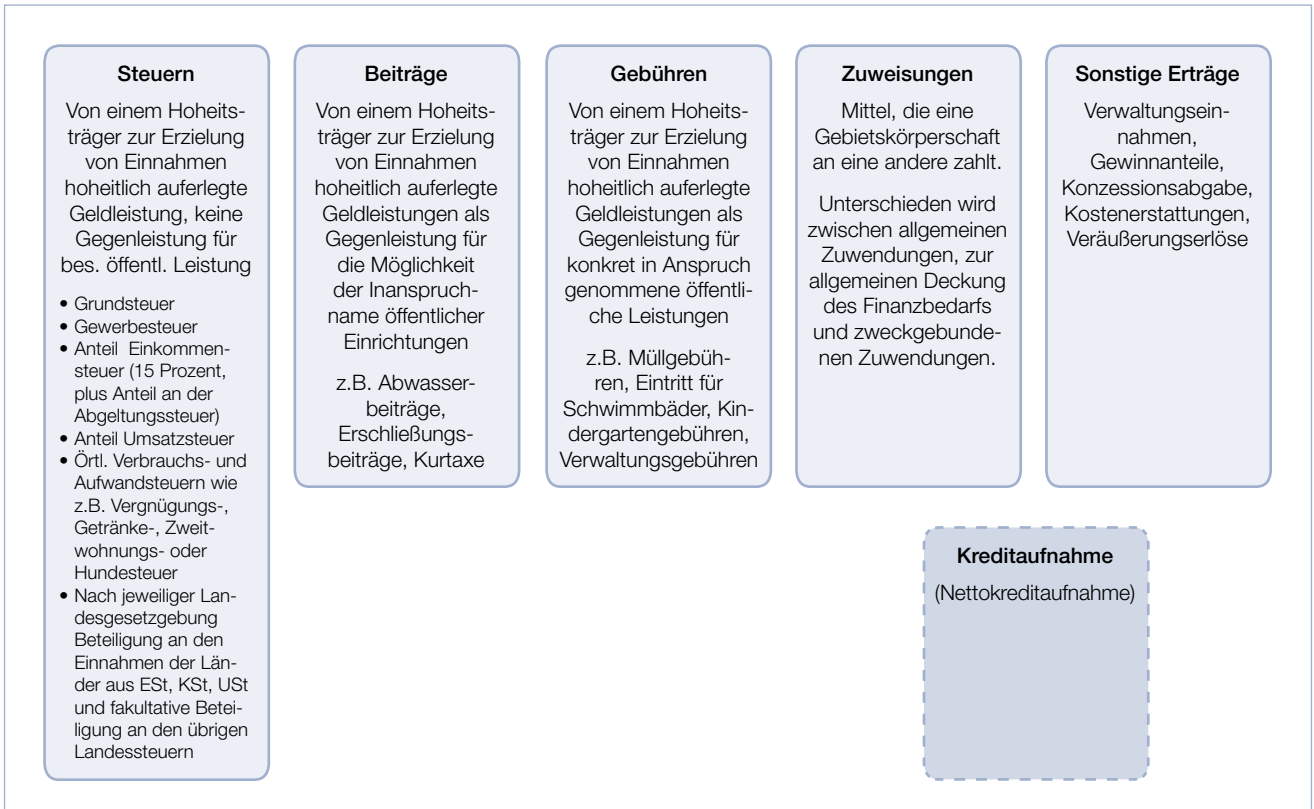 Steuern
Von einem Hoheits-
träger zur Erzielung
von Einnahmen
hoheitlich auferlegte
Geldleistung, keine
Gegenleistung für
bes. öffentl. Leistung
• Grundsteuer
• Gewerbesteuer
• Anteil Einkommen-
steuer (15 Prozent,
plus Anteil an der
Abgeltungssteuer)
• Anteil Umsatzsteuer
• Örtl. Verbrauchs- und
Aufwandsteuern wie
z.B. Vergnügungs-,
Getränke-, Zweit-
wohnungs- oder
Hundesteuer
• Nach jeweiliger Lan-
desgesetzgebung
Beteiligung an den
Einnahmen der Län-
der aus ESt, KSt, USt
und fakultative Betei-
ligung an den übrigen
Landessteuern
Beiträge
Von einem Hoheits-
träger zur Erzielung
von Einnahmen
hoheitlich auferlegte
Geldleistungen als
Gegenleistung für
die Möglichkeit
der Inanspruch-
name öffentlicher
Einrichtungen
z.B. Abwasser-
beiträge,
Erschließungs-
beiträge, Kurtaxe
Gebühren
Von einem Hoheits-
träger zur Erzielung
von Einnahmen
hoheitlich auferlegte
Geldleistungen als
Gegenleistung für
konkret in Anspruch
genommene öffentli-
che Leistungen
z.B. Müllgebüh-
ren, Eintritt für
Schwimmbäder, Kin-
dergartengebühren,
Verwaltungsgebühren
Zuweisungen
Mittel, die eine
Gebietskörperschaft
an eine andere zahlt.
Unterschieden wird
zwischen allgemeinen
Zuwendungen, zur
allgemeinen Deckung
des Finanzbedarfs
und zweckgebunde-
nen Zuwendungen.
Sonstige Erträge
Verwaltungsein-
nahmen,
Gewinnanteile,
Konzessionsabgabe,
Kostenerstattungen,
Veräußerungserlöse
Kreditaufnahme
(Nettokreditaufnahme)